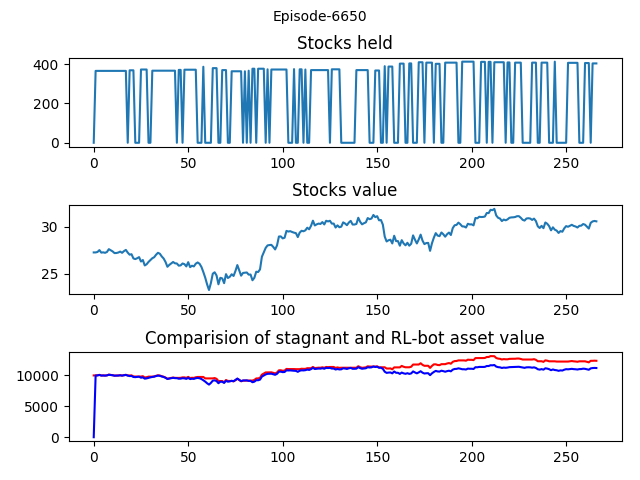 Episode-6650
Stocks held
400
200
0
0 50 100 150 200 250
Stocks value
30
25
0 50 100 150 200 250
Comparision of stagnant and RL-bot asset value
10000
5000
0
0 50 100 150 200 250